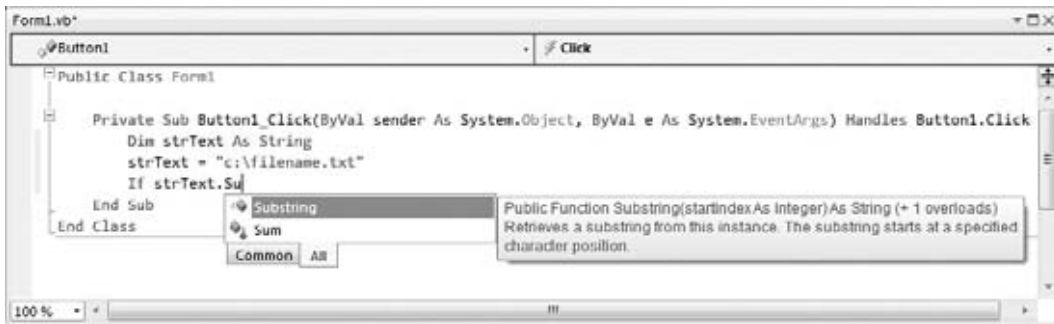 Form1.vb*
Button1
Click
Public Class Form1
Private Sub Button1_Click(ByVal sender As System.Object, ByVal e As System.EventArgs) Handles Button1.Click
Dim strText As String
strText = "c:\filename.txt"
If strText.Su
End Sub
End Class
Substring
Sum
Common All
Public Function Substring(startIndex As Integer) As String (+ 1 overloads)
Retrieves a substring from this instance. The substring starts at a specified
character position.
100 %